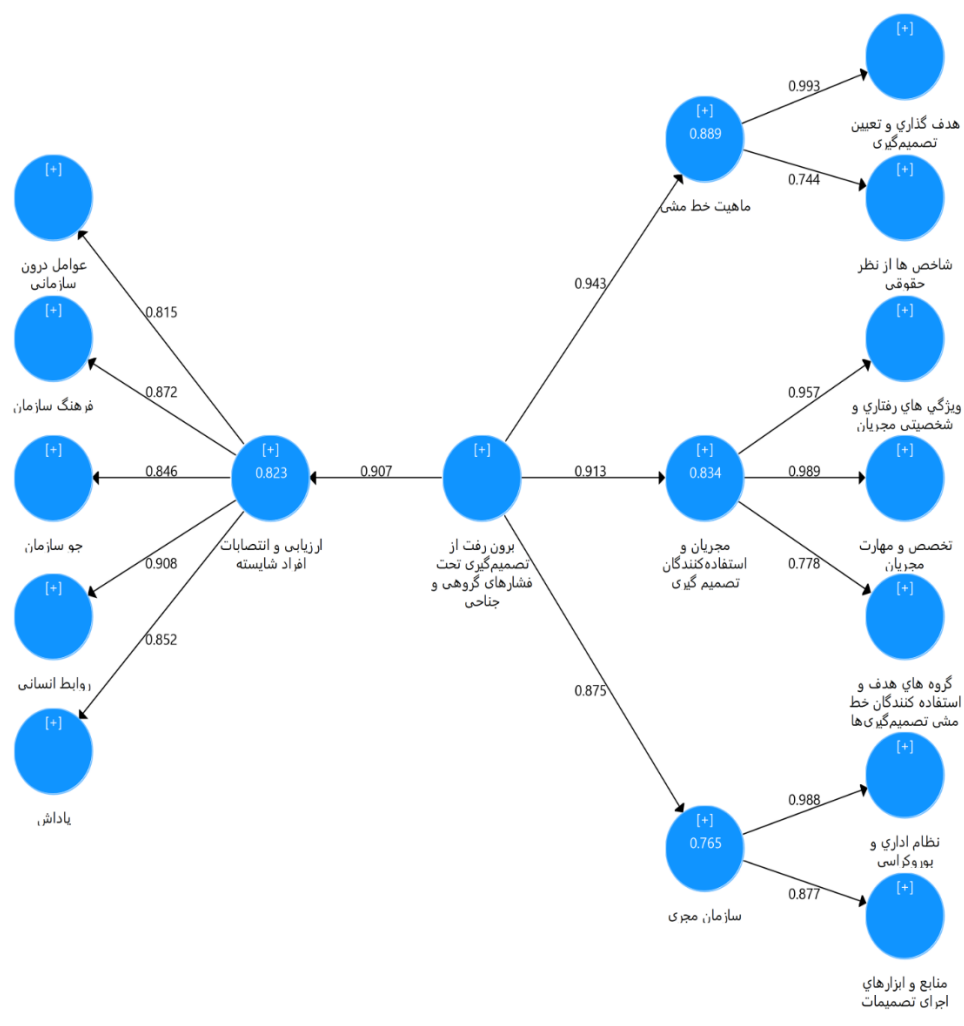 [+]
0.993
هدف گذاري و تعیین
تصمیم‌گیری
[+]
0.889
ماهیت خط مشی
0.744
[+]
شاخص ها از نظر
حقوقی
[+]
عوامل درون
سازمانی
0.815
0.943
[+]
فرهنگ سازمان
0.872
[+]
ویژگي هاي رفتاري و
شخصیتی مجریان
0.957
[+]
جو سازمان
0.846
[+]
0.823
ارزیابی و انتصابات
افراد شایسته
0.907
[+]
برون رفت از
تصمیم‌گیری تحت
فشارهای گروهی و
جناحی
0.913
[+]
0.834
مجریان و
استفاده‌کنندگان
تصمیم گیری
0.989
[+]
تخصص و مهارت
مجریان
0.778
[+]
گروه هاي هدف و
استفاده کنندگان خط
مشی تصمیم‌گیری‌ها
0.908
[+]
روابط انسانی
0.852
[+]
پاداش
0.875
[+]
0.765
سازمان مجری
0.988
[+]
نظام اداري و
بوروکراسی
0.877
[+]
منابع و ابزارهاي
اجرای تصمیمات